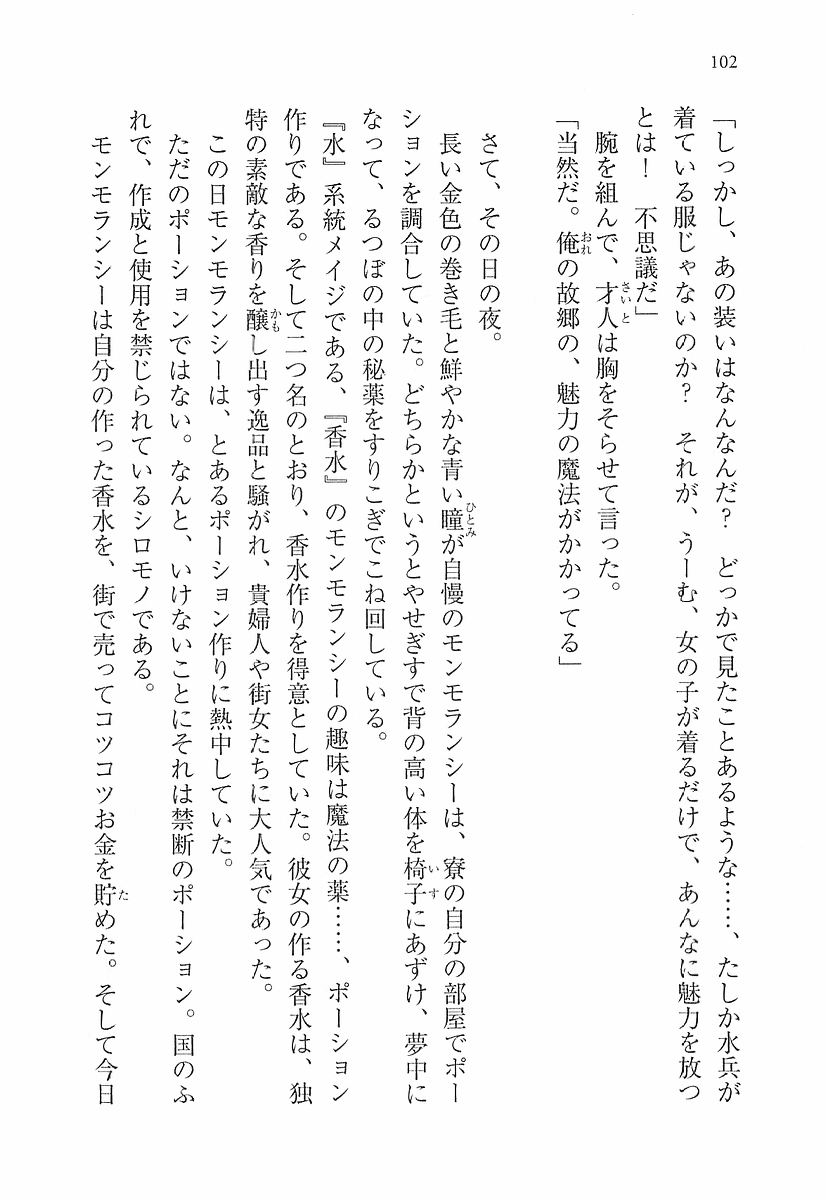 102
「しっかし、あの装いはなんなんだ？　どっかで見たことあるような……、たしか水兵が
着ている服じゃないのか？　それが、うーむ、女の子が着るだけで、あんなに魅力を放つ
とは！　不思議だ」
腕を組んで、才人は胸をそらせて言った。
「当然だ。俺の故郷の、魅力の魔法がかかってる」
さて、その日の夜。
長い金色の巻き毛と鮮やかな青い瞳が自慢のモンモランシーは、寮の自分の部屋でポー
ションを調合していた。どちらかというとやせぎすで背の高い体を椅子にあずけ、夢中に
なって、るつぼの中の秘薬をすりこぎでこね回している。
『水』系統メイジである、『香水』のモンモランシーの趣味は魔法の薬……、ポーション
作りである。そして二つ名のとおり、香水作りを得意としていた。彼女の作る香水は、独
特の素敵な香りを醸し出す逸品と騒がれ、貴婦人や街女たちに大人気であった。
この日モンモランシーは、とあるポーション作りに熱中していた。
ただのポーションではない。なんと、いけないことにそれは禁断のポーション。国のふ
れで、作成と使用を禁じられているシロモノである。
モンモランシーは自分の作った香水を、街で売ってコツコツお金を貯めた。そして今日